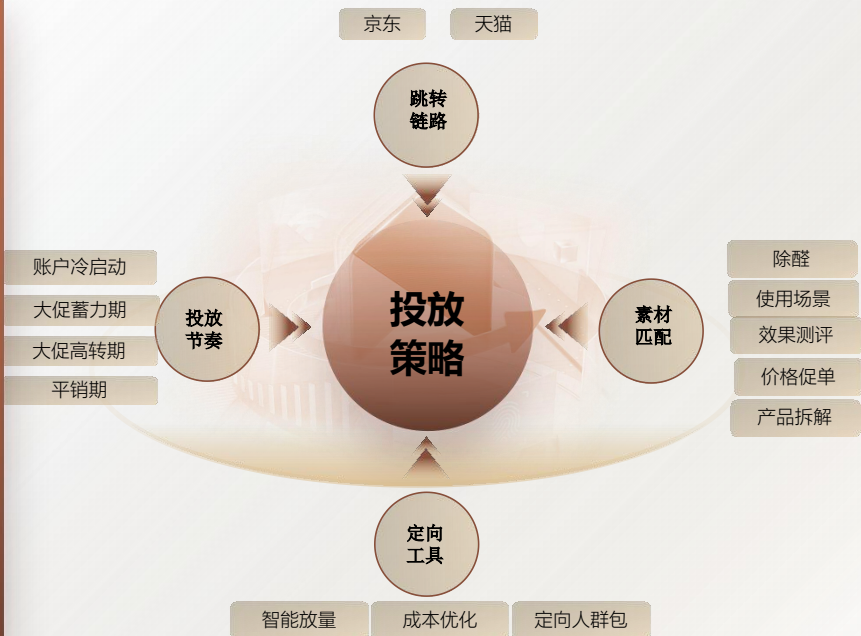 京东
天猫
跳转
链路
账户冷启动
大促蓄力期
大促高转期
平销期
投放
节奏
投放
策略
素材
匹配
除醛
使用场景
效果测评
价格促单
产品拆解
定向
工具
智能放量
成本优化
定向人群包